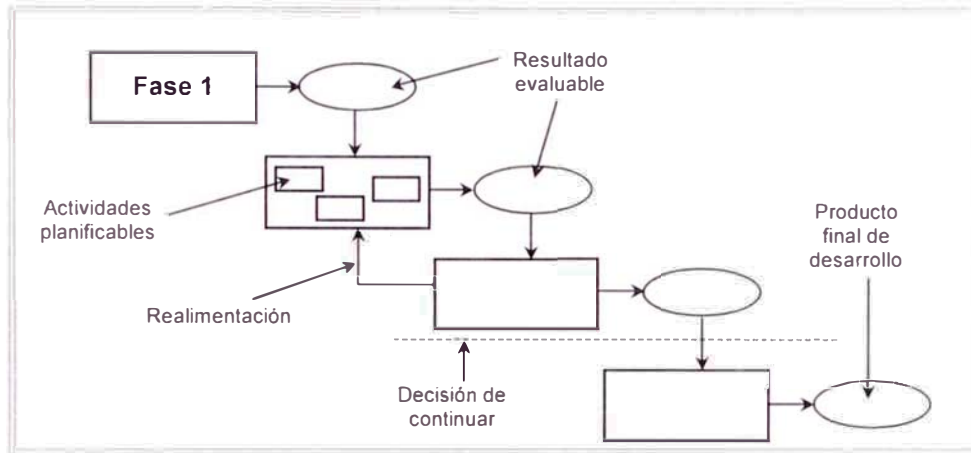 Fase 1
Resultado
evaluable
Actividades
planificables
Producto
final de
desarrollo
Realimentación
Decisión de
continuar